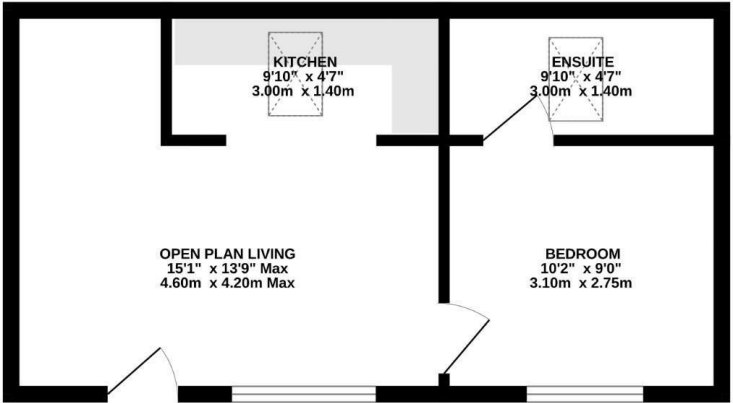 KITCHEN
9'10" x 4'7"
3.00m x 1.40m
ENSUITE
9'10" x 4'7"
3.00m x 1.40m
OPEN PLAN LIVING
15'1" x 13'9" Max
4.60m x 4.20m Max
BEDROOM
10'2" x 9'0"
3.10m x 2.75m